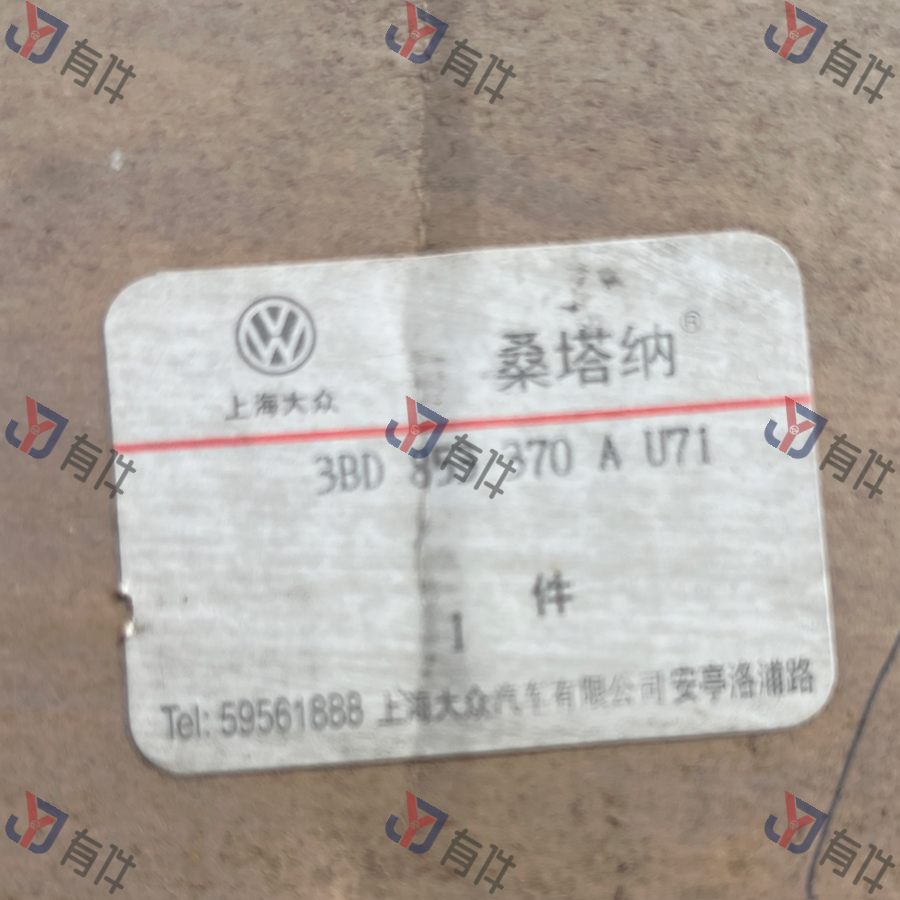 有件 有件 有件
桑塔纳®
上海大众
有件 有件 有件
3BD 370 A U71
1 件
Tel: 59561888 上海大众汽车有限公司 安亭洛浦路
有件 有件 有件